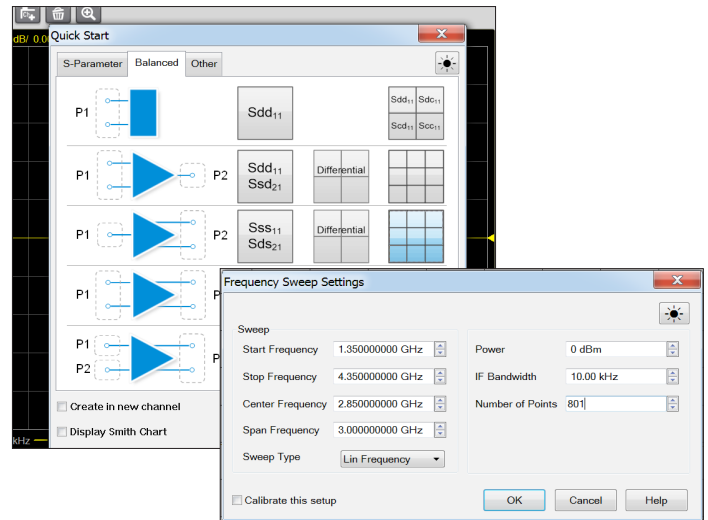 dB/ 0.0
Quick Start
S-Parameter Balanced Other
P1 Sdd11 Sdd11 Sdc11
Scd11 Scc11
P1 P2 Sdd11 Differential
Ssd21
P1 P2 Sss11 Differential
Sds21
P1 P
P1 P
P2
Create in new channel
Display Smith Chart
kHz
Frequency Sweep Settings
Sweep
Start Frequency 1.350000000 GHz Power 0 dBm
Stop Frequency 4.350000000 GHz IF Bandwidth 10.00 kHz
Center Frequency 2.850000000 GHz Number of Points 801
Span Frequency 3.000000000 GHz
Sweep Type Lin Frequency
Calibrate this setup OK Cancel Help